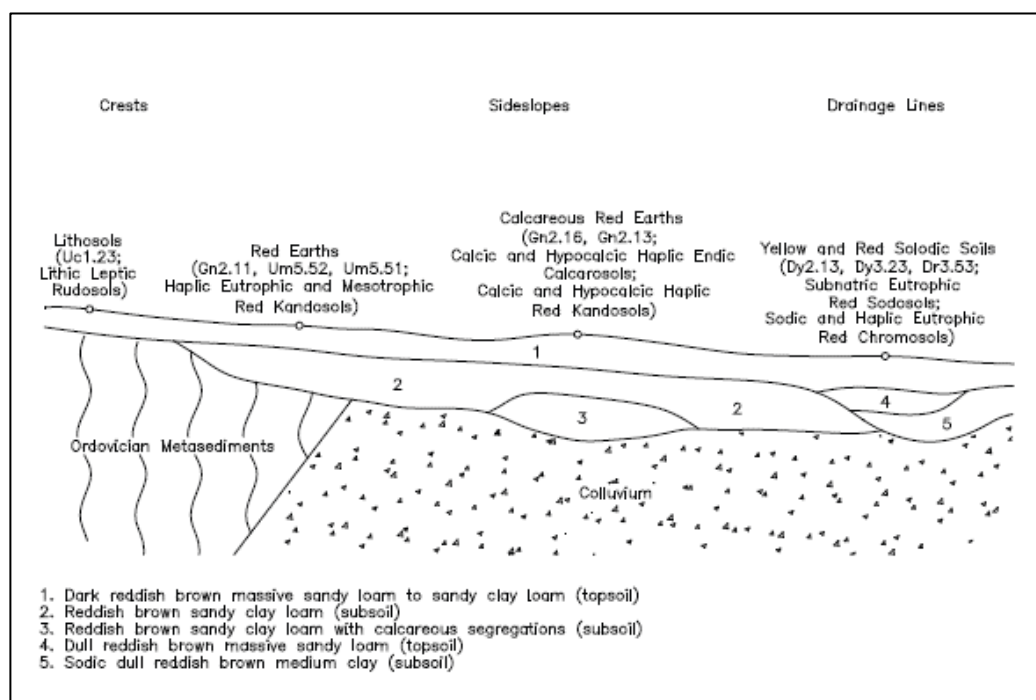 Crests
Sideslopes
Drainage Lines
Lithosols
(Uc1.23;
Lithic Leptic
Rudosols)
Red Earths
(Gn2.11, Um5.52, Um5.51;
Haplic Eutrophic and Mesotrophic
Red Kandosols)
Calcareous Red Earths
(Gn2.16, Gn2.13;
Calcic and Hypocalcic Haplic Endic
Calcarosols;
Calcic and Hypocalcic Haplic
Red Kandosols)
Yellow and Red Solodic Soils
(Dy2.13, Dy3.23, Dr3.53;
Subnatric Eutrophic
Red Sodosols;
Sodic and Haplic Eutrophic
Red Chromosols)
1
2
3
2
4
5
Ordovician Metasediments
Colluvium
1. Dark reddish brown massive sandy loam to sandy clay loam (topsoil)
2. Reddish brown sandy clay loam (subsoil)
3. Reddish brown sandy clay loam with calcareous segregations (subsoil)
4. Dull reddish brown massive sandy loam (topsoil)
5. Sodic dull reddish brown medium clay (subsoil)